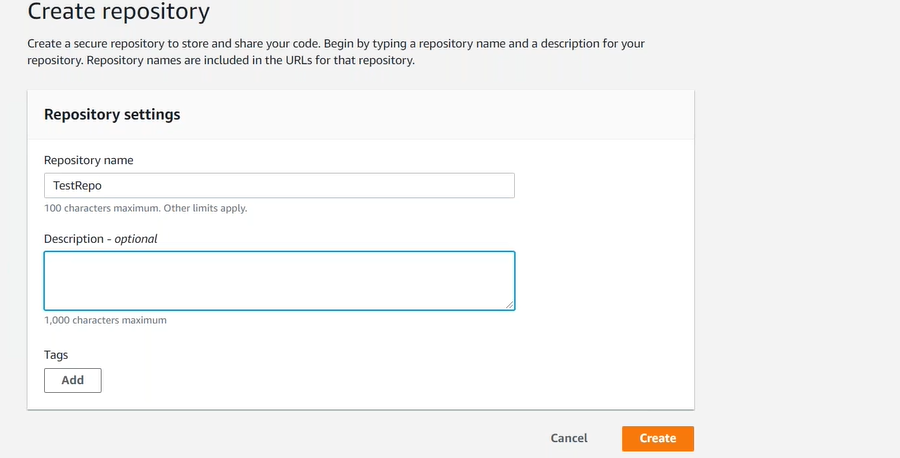 Create repository
Create a secure repository to store and share your code. Begin by typing a repository name and a description for your
repository. Repository names are included in the URLs for that repository.
Repository settings
Repository name
TestRepo
100 characters maximum. Other limits apply.
Description - optional
1,000 characters maximum
Tags
Add
Cancel
Create